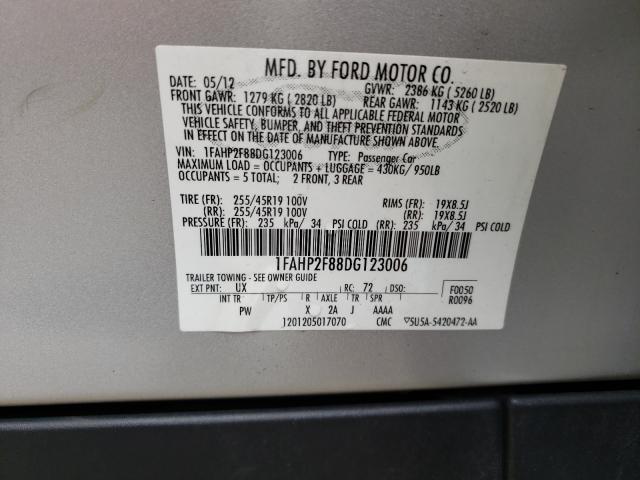 MFD. BY FORD MOTOR CO.
DATE: 05/12 GVWR: 2386 KG ( 5260 LB)
FRONT GAWR: 1279 KG ( 2820 LB) REAR GAWR: 1143 KG ( 2520 LB)
THIS VEHICLE CONFORMS TO ALL APPLICABLE FEDERAL MOTOR
VEHICLE SAFETY, BUMPER, AND THEFT PREVENTION STANDARDS
IN EFFECT ON THE DATE OF MANUFACTURE SHOWN ABOVE.
VIN: 1FAHP2F88DG123006 TYPE: Passenger Car
MAXIMUM LOAD = OCCUPANTS + LUGGAGE = 430KG/ 950LB
OCCUPANTS = 5 TOTAL; 2 FRONT, 3 REAR
TIRE (FR): 255/45R19 100V RIMS (FR): 19X8.5J
(RR): 255/45R19 100V (RR): 19X8.5J
PRESSURE (FR): 235 kPa/ 34 PSI COLD (RR): 235 kPa/ 34 PSI COLD
1FAHP2F88DG123006
TRAILER TOWING - SEE OWNER GUIDE
EXT PNT: UX RC: 72 DSO: F0050
INT TR TP/PS R AXLE TR SPR R0096
PW X 2A J AAAA
J201205017070 CMC 5U5A-5420472-AA